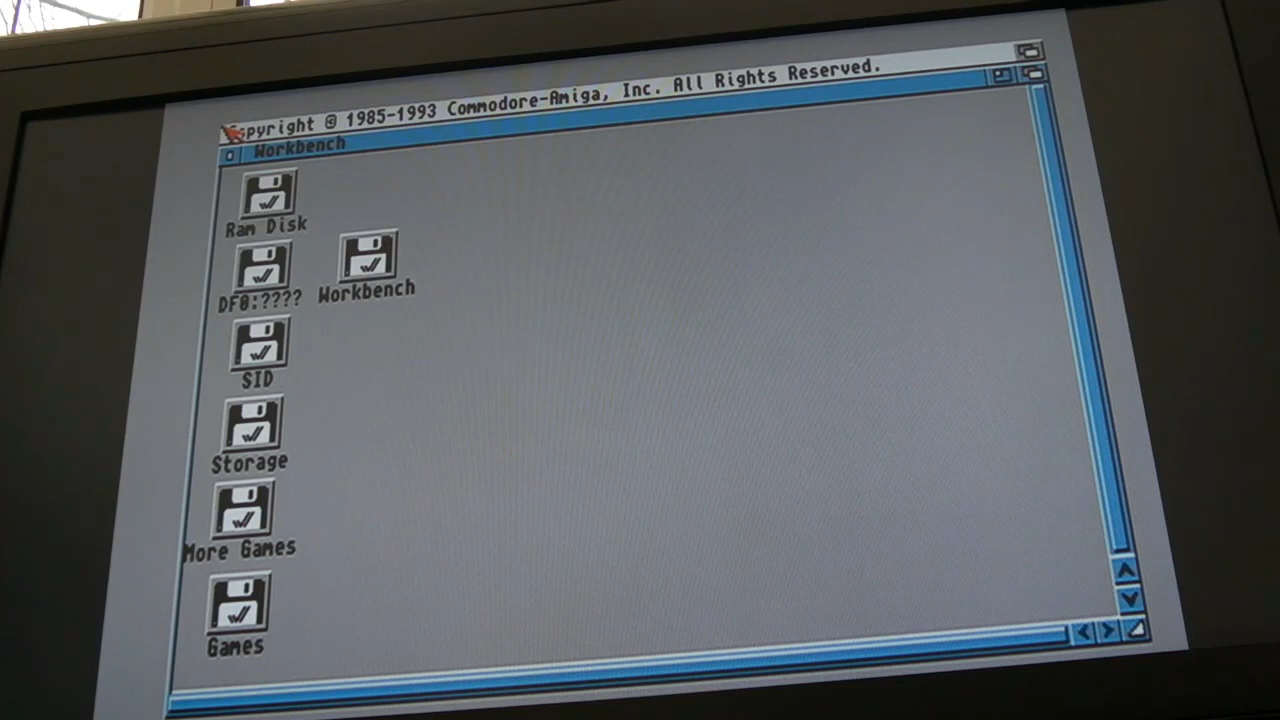 Copyright © 1985-1993 Commodore-Amiga, Inc. All Rights Reserved.
Workbench
Ram Disk
DF0:????
Workbench
SID
Storage
More Games
Games